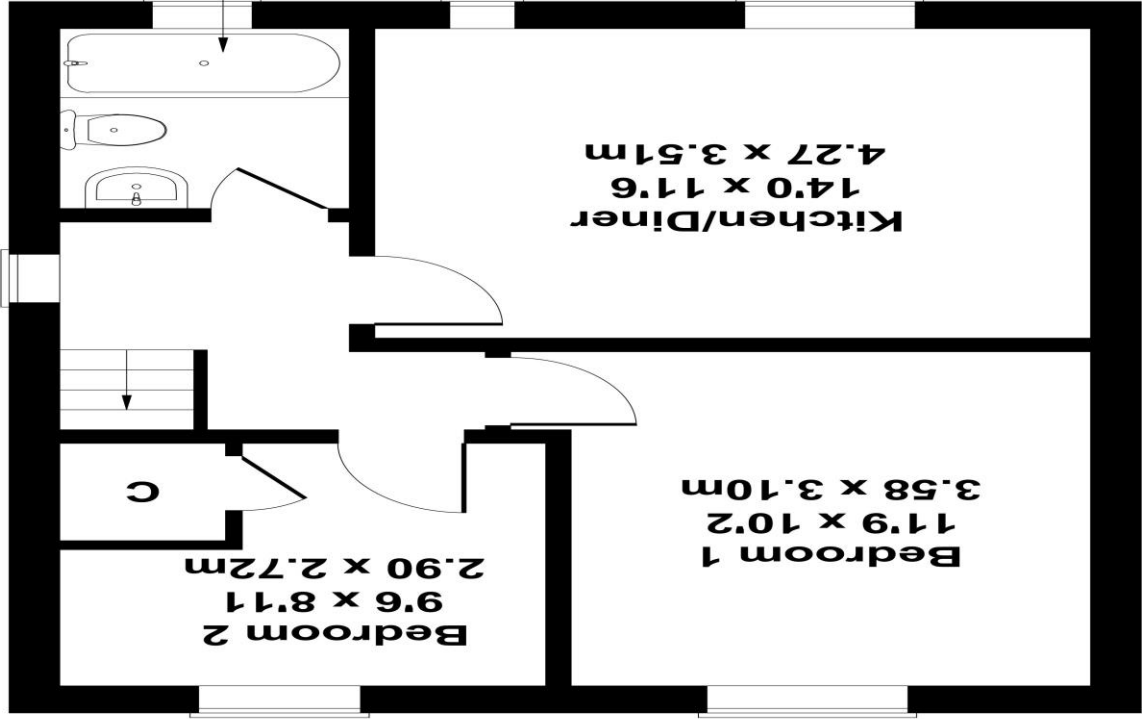 Bedroom 2
9'6 x 8'11
2.90 x 2.72m
Bedroom 1
11'9 x 10'2
3.58 x 3.10m
C
Kitchen/Diner
14'0 x 11'6
4.27 x 3.51m